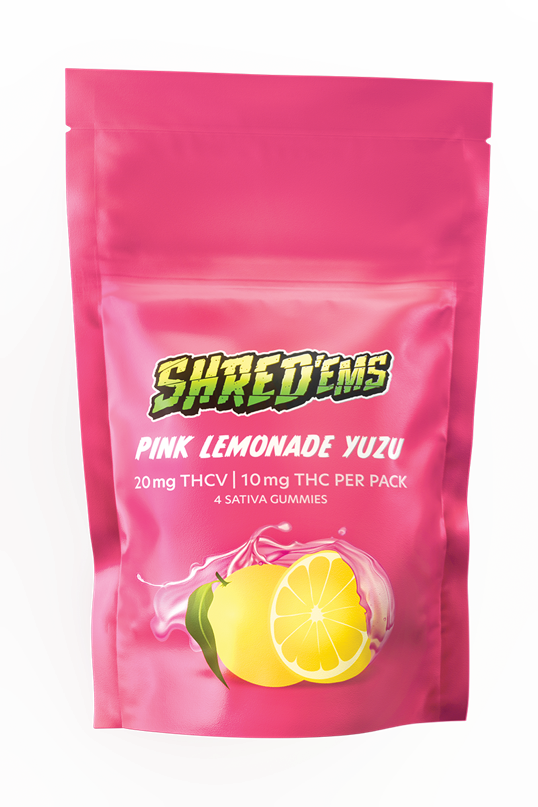 SHRED'EMS
PINK LEMONADE YUZU
20mg THCV | 10mg THC PER PACK
4 SATIVA GUMMIES